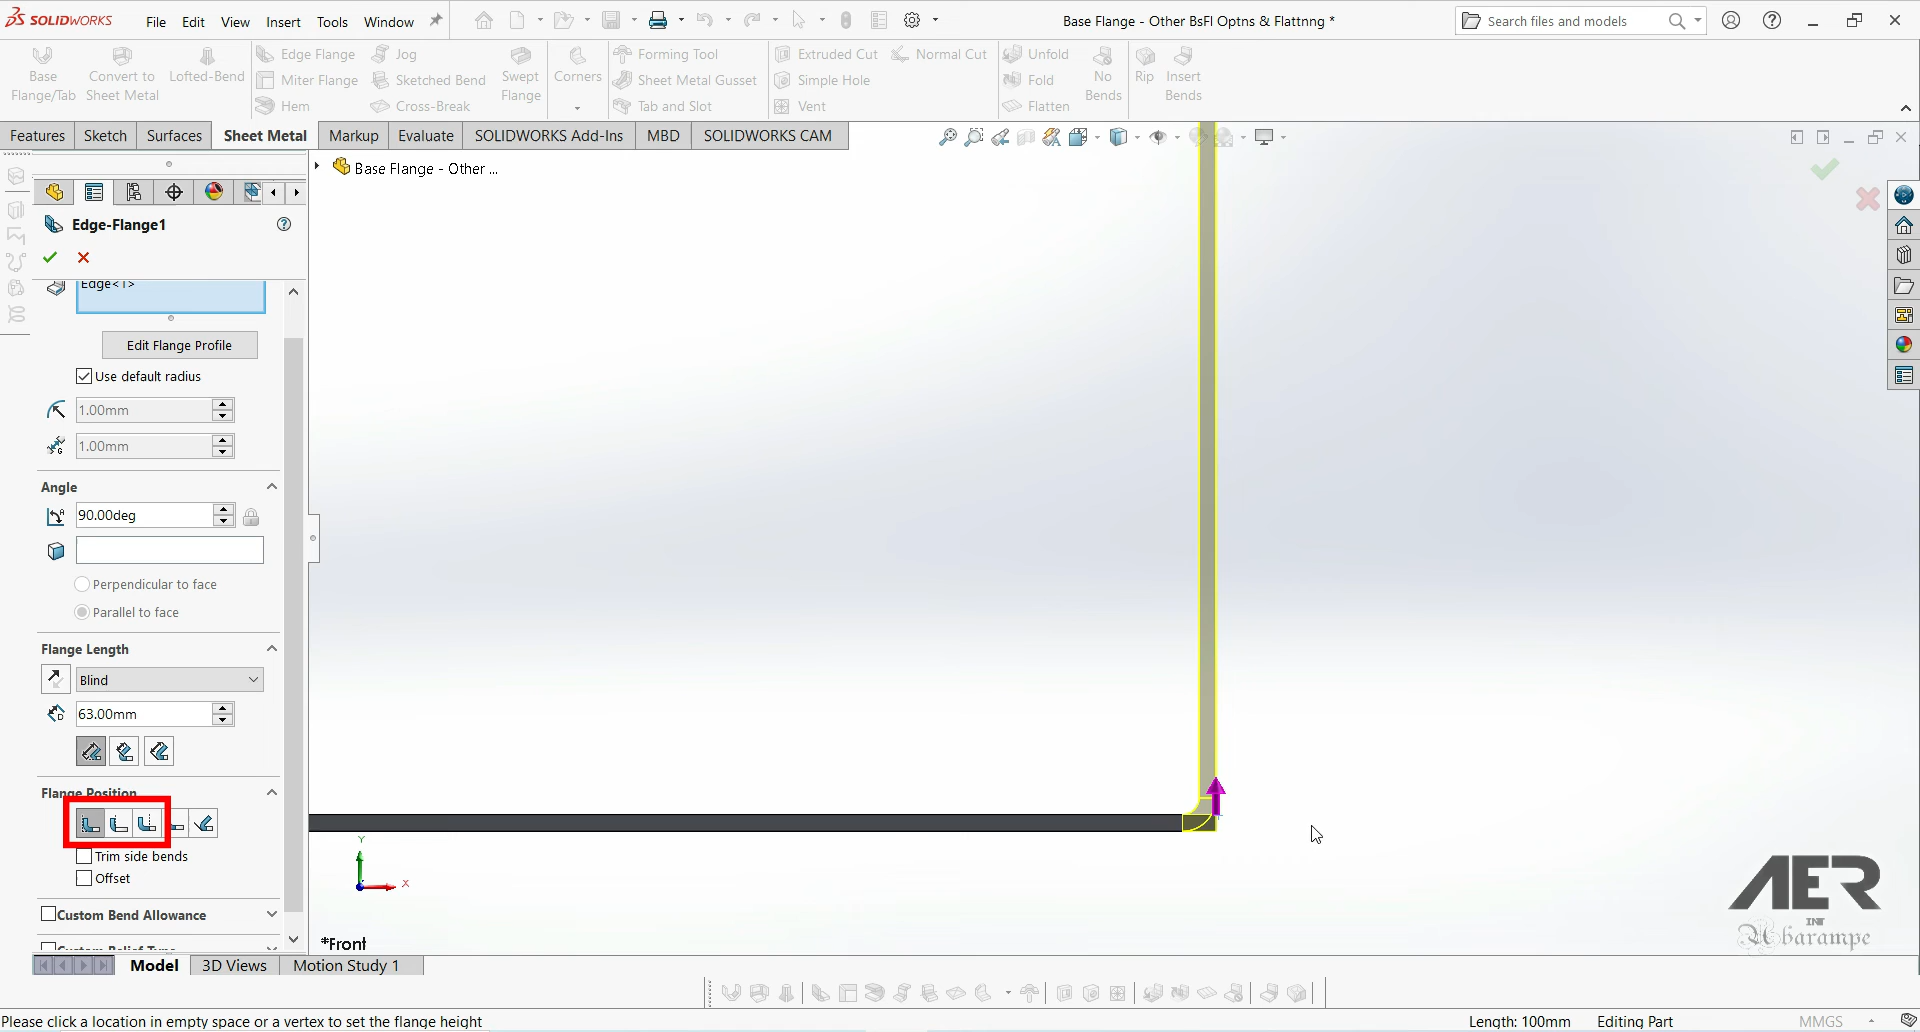 SOLIDWORKS
File Edit View Insert Tools Window
Base Flange - Other BsFl Optns & Flattnng *
Search files and models
Base Flange/Tab
Convert to Sheet Metal
Lofted-Bend
Edge Flange
Miter Flange
Hem
Jog
Sketched Bend
Cross-Break
Swept Flange
Corners
Forming Tool
Sheet Metal Gusset
Tab and Slot
Extruded Cut
Simple Hole
Vent
Normal Cut
Unfold
Fold
Flatten
No Bends
Rip
Insert Bends
Features Sketch Surfaces Sheet Metal Markup Evaluate SOLIDWORKS Add-Ins MBD SOLIDWORKS CAM
Base Flange - Other ...
Edge-Flange1
Edge<1>
Edit Flange Profile
Use default radius
1.00mm
1.00mm
Angle
90.00deg
Perpendicular to face
Parallel to face
Flange Length
Blind
63.00mm
Flange Position
Trim side bends
Offset
Custom Bend Allowance
Custom Relief Type
Y
X
*Front
AER
INT
Abarampe
Model 3D Views Motion Study 1
Please click a location in empty space or a vertex to set the flange height
Length: 100mm Editing Part MMGS